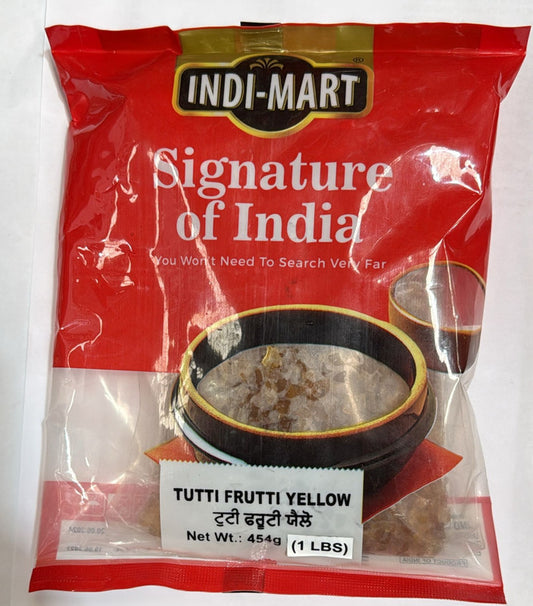 INDI-MART
®
Signature
of India
You Won't Need To Search Very Far
TUTTI FRUTTI YELLOW
ਟੁਟੀ ਫਰੂਟੀ ਯੈਲੋ
Net Wt.: 454g (1 LBS)